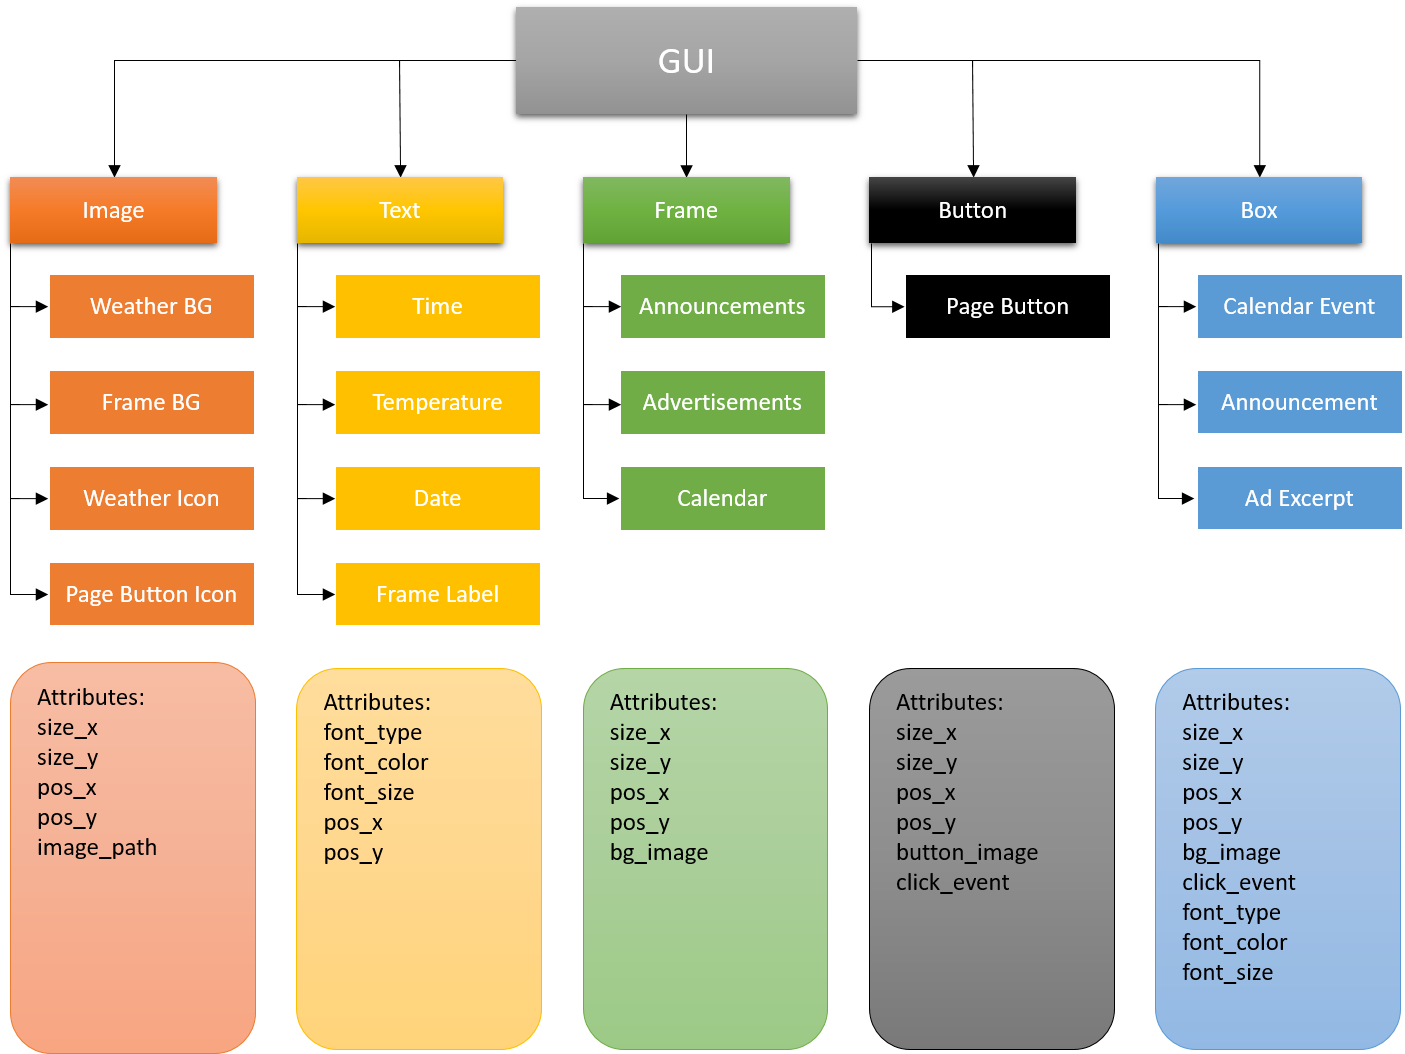 GUI
Image
Text
Frame
Button
Box
Weather BG
Time
Announcements
Page Button
Calendar Event
Frame BG
Temperature
Advertisements
Announcement
Weather Icon
Date
Calendar
Ad Excerpt
Page Button Icon
Frame Label
Attributes:
size_x
size_y
pos_x
pos_y
image_path
Attributes:
font_type
font_color
font_size
pos_x
pos_y
Attributes:
size_x
size_y
pos_x
pos_y
bg_image
Attributes:
size_x
size_y
pos_x
pos_y
button_image
click_event
Attributes:
size_x
size_y
pos_x
pos_y
bg_image
click_event
font_type
font_color
font_size